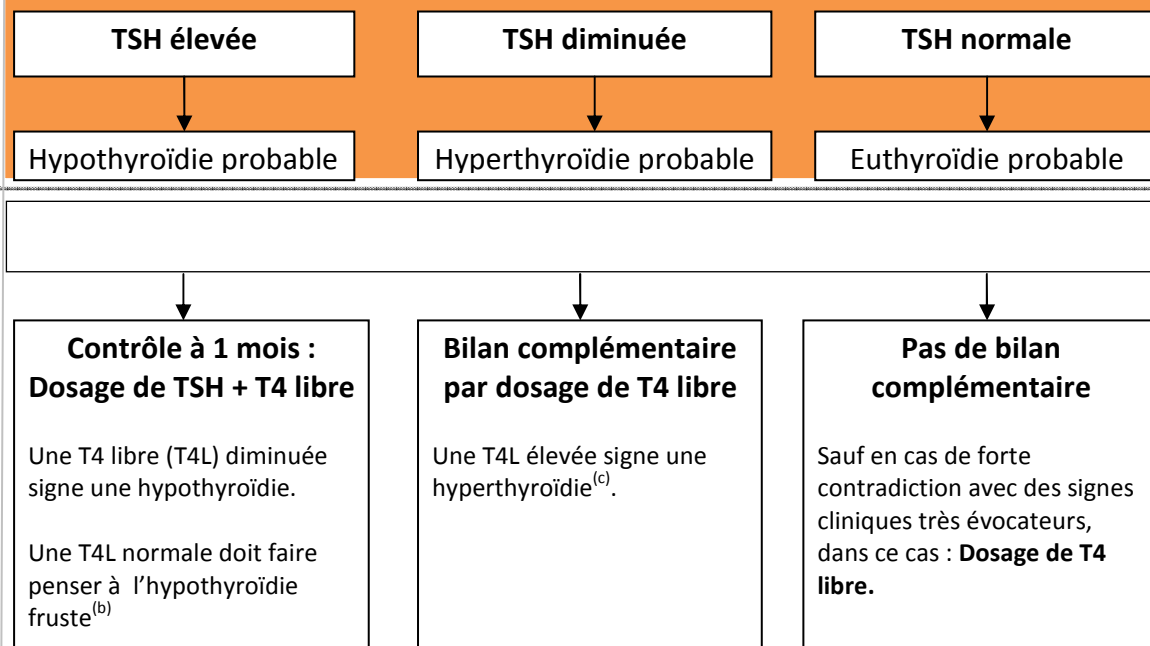 TSH élevée
Hypothyroïdie probable
TSH diminuée
Hyperthyroïdie probable
TSH normale
Euthyroïdie probable
Contrôle à 1 mois :
Dosage de TSH + T4 libre
Une T4 libre (T4L) diminuée
signe une hypothyroïdie.
Une T4L normale doit faire
penser à l’hypothyroïdie
fruste(b)
Bilan complémentaire
par dosage de T4 libre
Une T4L élevée signe une
hyperthyroïdie(c).
Pas de bilan
complémentaire
Sauf en cas de forte
contradiction avec des signes
cliniques très évocateurs,
dans ce cas : Dosage de T4
libre.